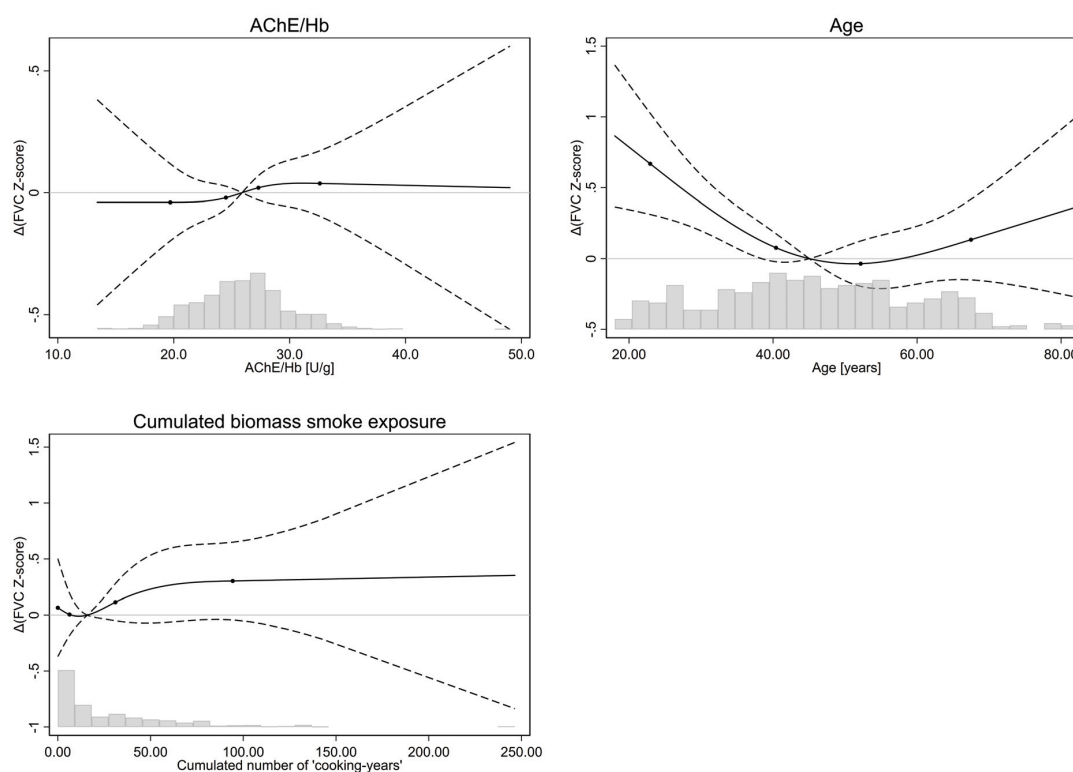 AChE/Hb
Δ(FVC Z-score)
.5
0
-.5
10.0 20.0 30.0 40.0 50.0
AChE/Hb [U/g]
Age
Δ(FVC Z-score)
1.5
1
.5
0
-.5
20.00 40.00 60.00 80.00
Age [years]
Cumulated biomass smoke exposure
Δ(FVC Z-score)
1.5
1
.5
0
-.5
-1
0.00 50.00 100.00 150.00 200.00 250.00
Cumulated number of 'cooking-years'